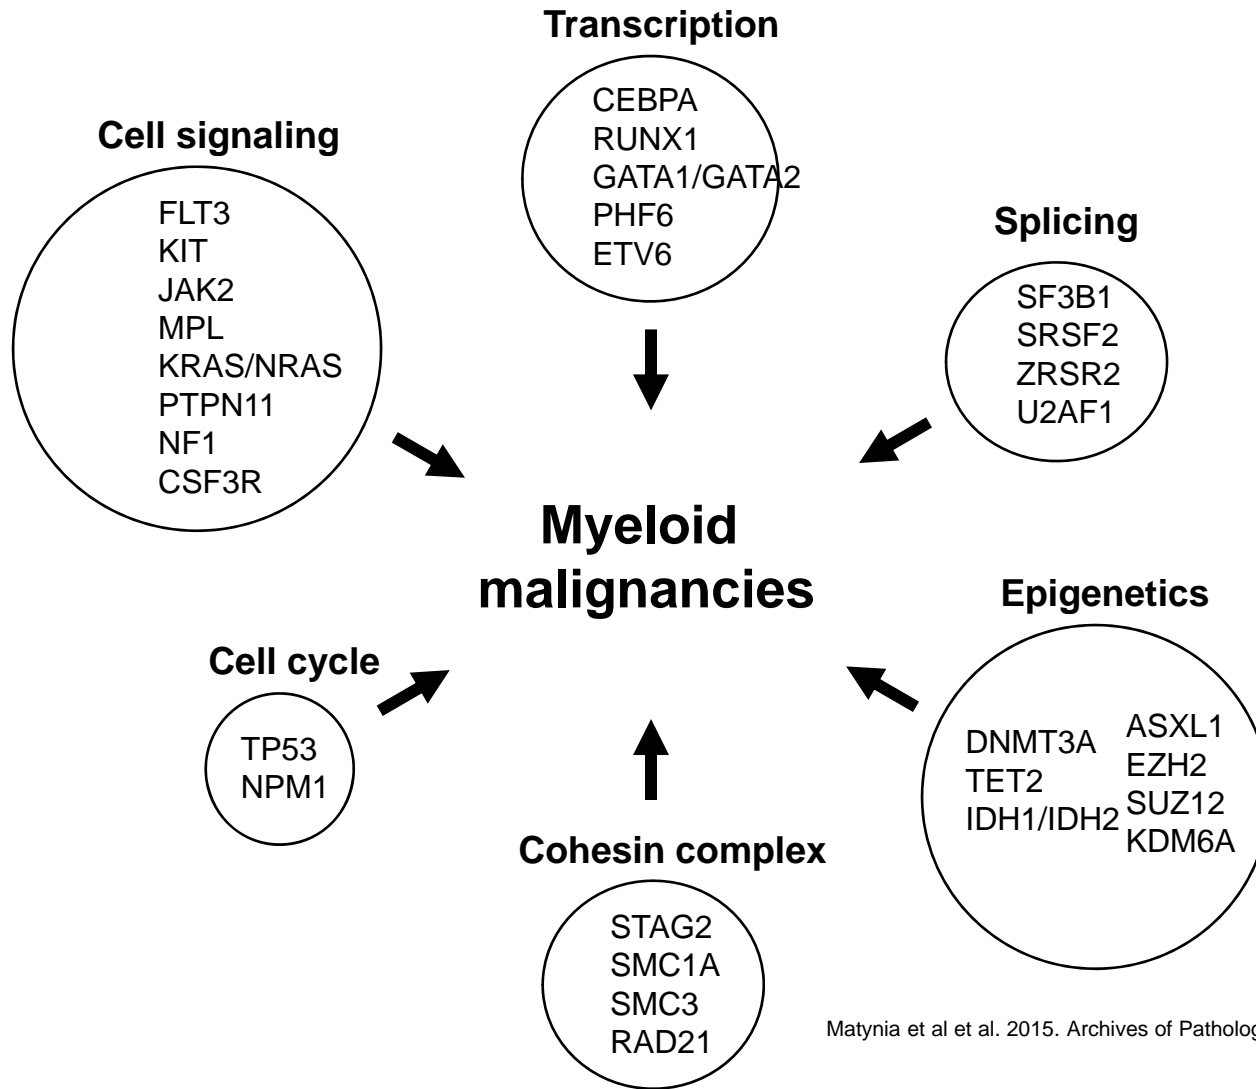 Transcription
CEBPA
RUNX1
GATA1/GATA2
PHF6
ETV6
Cell signaling
FLT3
KIT
JAK2
MPL
KRAS/NRAS
PTPN11
NF1
CSF3R
Splicing
SF3B1
SRSF2
ZRSR2
U2AF1
Myeloid
malignancies
Cell cycle
TP53
NPM1
Epigenetics
DNMT3A
TET2
IDH1/IDH2
ASXL1
EZH2
SUZ12
KDM6A
Cohesin complex
STAG2
SMC1A
SMC3
RAD21
Matynia et al et al. 2015. Archives of Patholog